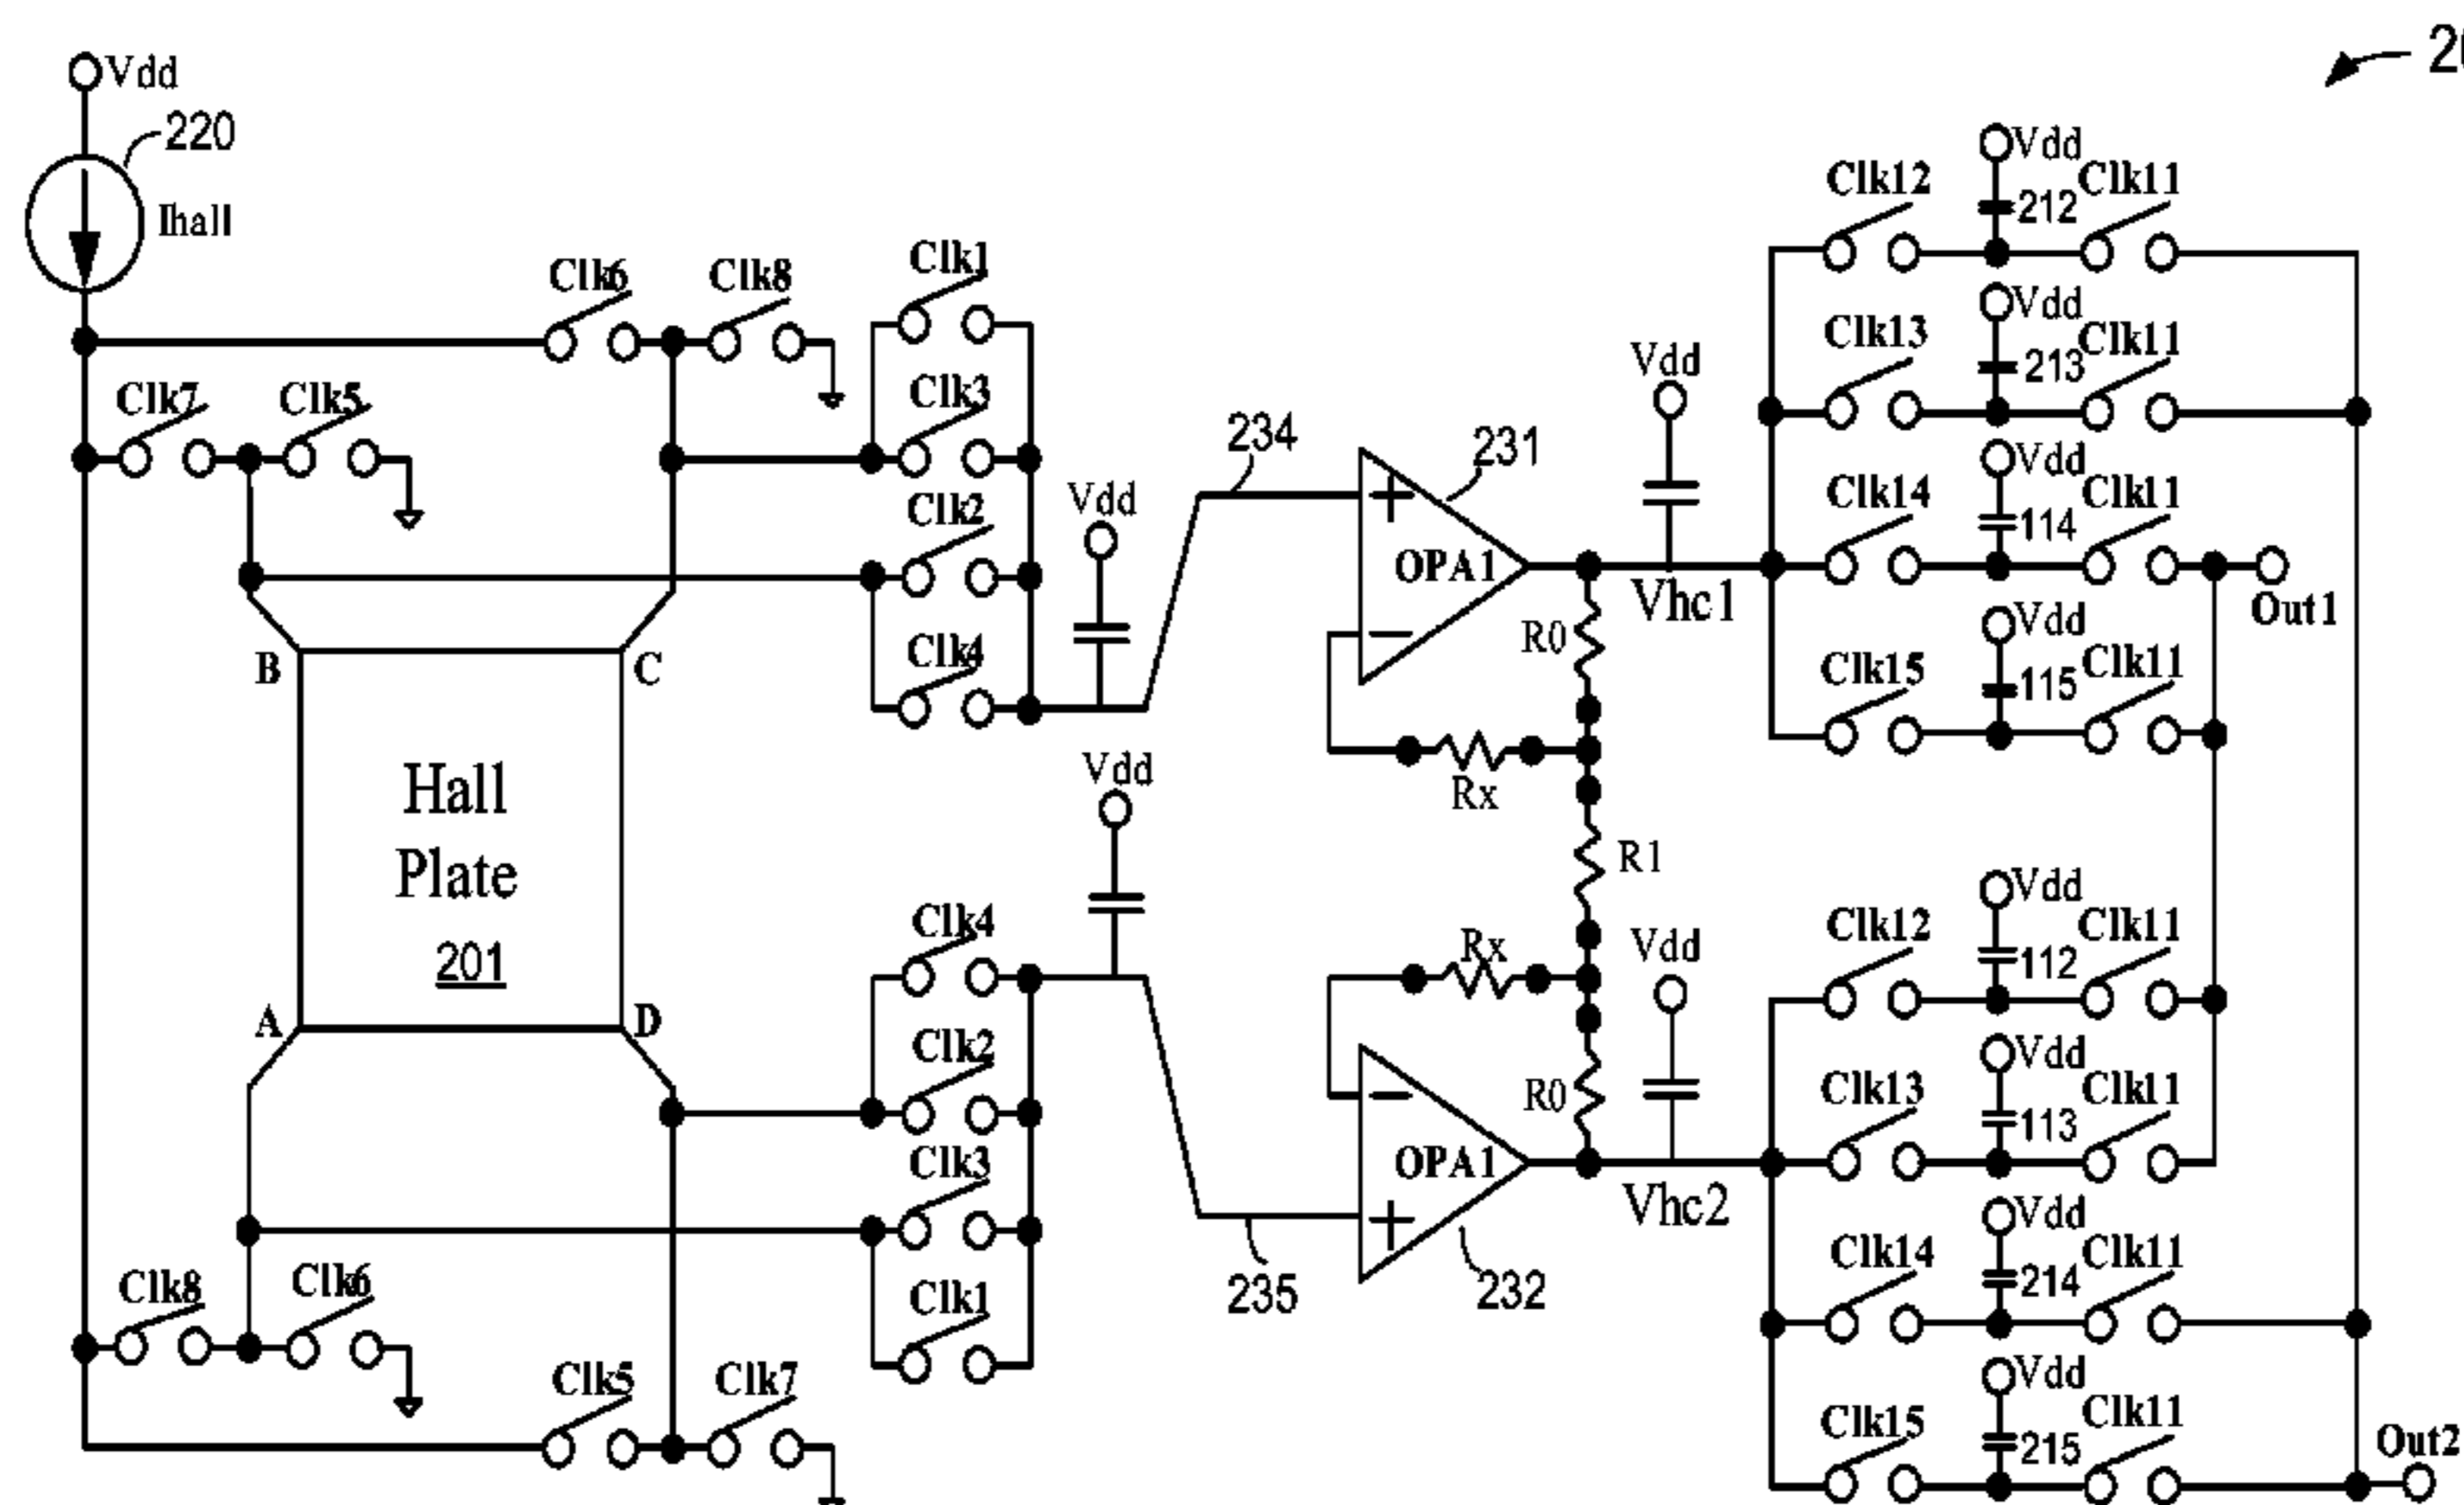 Vdd
220
Ihall
Clk6
Clk8
Clk1
Clk7
Clk5
Clk3
Clk2
Clk4
Vdd
B
C
Hall
Plate
201
A
D
Vdd
Clk4
Clk2
Clk3
Clk1
Clk8
Clk6
Clk5
Clk7
234
231
+
OPA1
−
R0
Rx
R1
Rx
R0
−
OPA1
+
235
232
Vdd
Vhc1
Vdd
Vhc2
Clk12
Vdd
212
Clk11
Clk13
Vdd
213
Clk11
Clk14
Vdd
114
Clk11
Out1
Clk15
Vdd
115
Clk11
Clk12
Vdd
112
Clk11
Clk13
Vdd
113
Clk11
Clk14
Vdd
214
Clk11
Clk15
Vdd
215
Clk11
Out2